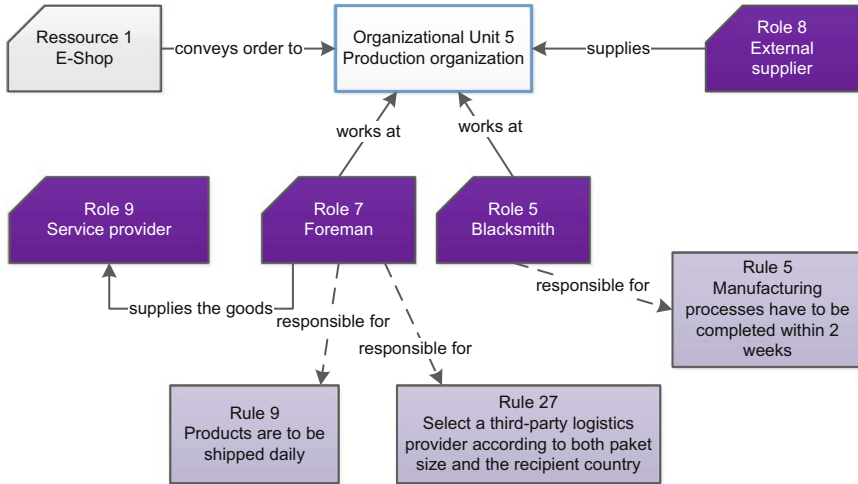 Ressource 1
E-Shop
conveys order to
Organizational Unit 5
Production organization
supplies
Role 8
External
supplier
works at
works at
Role 9
Service provider
Role 7
Foreman
Role 5
Blacksmith
supplies the goods
responsible for
responsible for
responsible for
Rule 5
Manufacturing
processes have to be
completed within 2
weeks
Rule 9
Products are to be
shipped daily
Rule 27
Select a third-party logistics
provider according to both paket
size and the recipient country